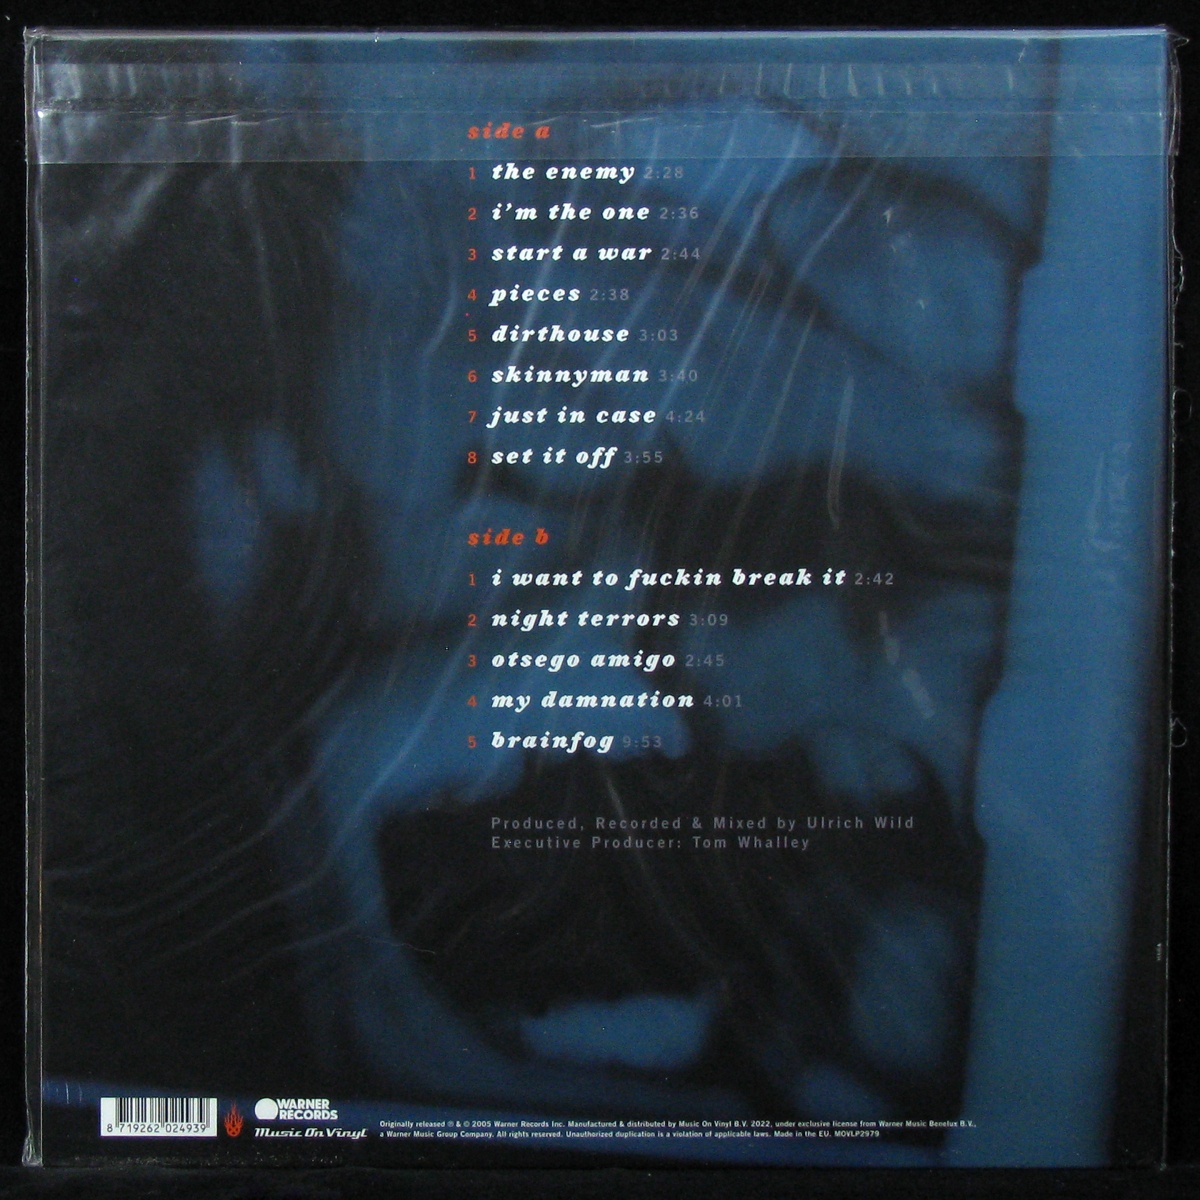 side a
1 the enemy 2:28
2 i'm the one 2:36
3 start a war 2:44
4 pieces 2:38
5 dirthouse 3:03
6 skinnyman 3:40
7 just in case 4:24
8 set it off 3:55
side b
1 i want to fuckin break it 2:42
2 night terrors 3:09
3 otsego amigo 2:45
4 my damnation 4:01
5 brainfog 9:53
Produced, Recorded & Mixed by Ulrich Wild
Executive Producer: Tom Whalley
8 719262 024939
WARNER
RECORDS
Music On Vinyl
Originally released ℗ & © 2005 Warner Records Inc. Manufactured & distributed by Music On Vinyl B.V. 2022, under exclusive license from Warner Music Benelux B.V.,
a Warner Music Group Company. All rights reserved. Unauthorized duplication is a violation of applicable laws. Made in the EU. MOVLP2979